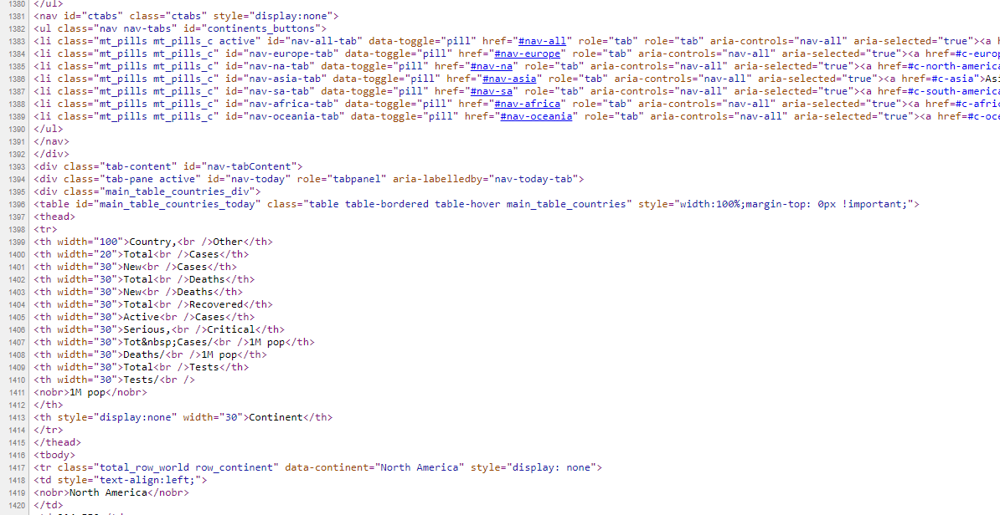 1380 </ul>
1381 <nav id="ctabs" class="ctabs" style="display:none">
1382 <ul class="nav nav-tabs" id="continents_buttons">
1383 <li class="mt_pills mt_pills_c active" id="nav-all-tab" data-toggle="pill" href="#nav-all" role="tab" role="tab" aria-controls="nav-all" aria-selected="true"><a h
1384 <li class="mt_pills mt_pills_c" id="nav-europe-tab" data-toggle="pill" href="#nav-europe" role="tab" aria-controls="nav-all" aria-selected="true"><a href=#c-europ
1385 <li class="mt_pills mt_pills_c" id="nav-na-tab" data-toggle="pill" href="#nav-na" role="tab" aria-controls="nav-all" aria-selected="true"><a href=#c-north-america
1386 <li class="mt_pills mt_pills_c" id="nav-asia-tab" data-toggle="pill" href="#nav-asia" role="tab" aria-controls="nav-all" aria-selected="true"><a href=#c-asia">Asi
1387 <li class="mt_pills mt_pills_c" id="nav-sa-tab" data-toggle="pill" href="#nav-sa" role="tab" aria-controls="nav-all" aria-selected="true"><a href=#c-south-america
1388 <li class="mt_pills mt_pills_c" id="nav-africa-tab" data-toggle="pill" href="#nav-africa" role="tab" aria-controls="nav-all" aria-selected="true"><a href=#c-afric
1389 <li class="mt_pills mt_pills_c" id="nav-oceania-tab" data-toggle="pill" href="#nav-oceania" role="tab" aria-controls="nav-all" aria-selected="true"><a href=#c-oce
1390 </ul>
1391 </nav>
1392 </div>
1393 <div class="tab-content" id="nav-tabContent">
1394 <div class="tab-pane active" id="nav-today" role="tabpanel" aria-labelledby="nav-today-tab">
1395 <div class="main_table_countries_div">
1396 <table id="main_table_countries_today" class="table table-bordered table-hover main_table_countries" style="width:100%;margin-top: 0px !important;">
1397 <thead>
1398 <tr>
1399 <th width="100">Country,<br />Other</th>
1400 <th width="20">Total<br />Cases</th>
1401 <th width="30">New<br />Cases</th>
1402 <th width="30">Total<br />Deaths</th>
1403 <th width="30">New<br />Deaths</th>
1404 <th width="30">Total<br />Recovered</th>
1405 <th width="30">Active<br />Cases</th>
1406 <th width="30">Serious,<br />Critical</th>
1407 <th width="30">Tot&nbsp;Cases/<br />1M pop</th>
1408 <th width="30">Deaths/<br />1M pop</th>
1409 <th width="30">Total<br />Tests</th>
1410 <th width="30">Tests/<br />
1411 <nobr>1M pop</nobr>
1412 </th>
1413 <th style="display:none" width="30">Continent</th>
1414 </tr>
1415 </thead>
1416 <tbody>
1417 <tr class="total_row_world row_continent" data-continent="North America" style="display: none">
1418 <td style="text-align:left;">
1419 <nobr>North America</nobr>
1420 </td>